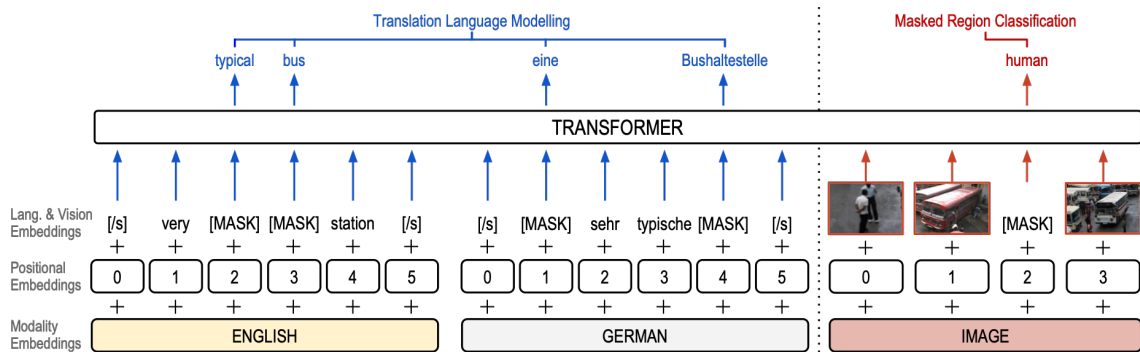 Translation Language Modelling
Masked Region Classification
typical bus eine Bushaltestelle human
TRANSFORMER
Lang. & Vision
Embeddings
[/s] very [MASK] [MASK] station [/s] [/s] [MASK] sehr typische [MASK] [/s] [MASK]
+ + + + + + + + + + + + + + + +
Positional
Embeddings
0 1 2 3 4 5 0 1 2 3 4 5 0 1 2 3
+ + + + + + + + + + + + + + + +
Modality
Embeddings
ENGLISH GERMAN IMAGE